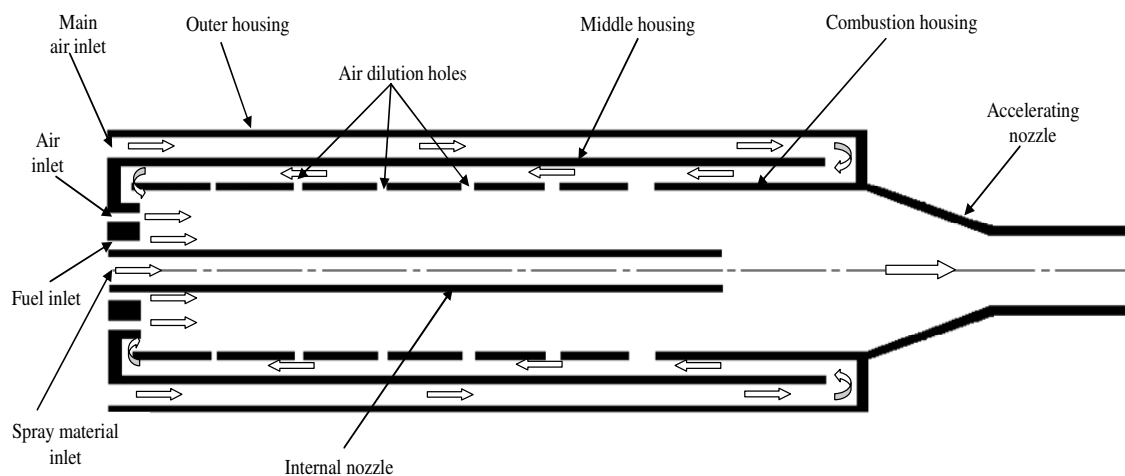 Main
air inlet
Outer housing
Middle housing
Combustion housing
Air dilution holes
Accelerating
nozzle
Air
inlet
Fuel inlet
Spray material
inlet
Internal nozzle